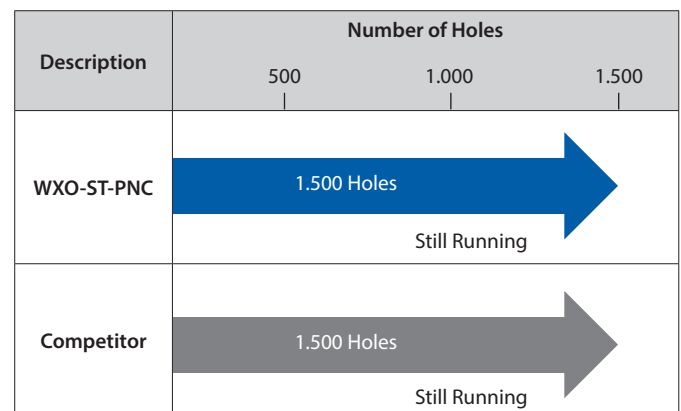 Number of Holes
Description
500 1.000 1.500
WXO-ST-PNC
1.500 Holes
Still Running
Competitor
1.500 Holes
Still Running